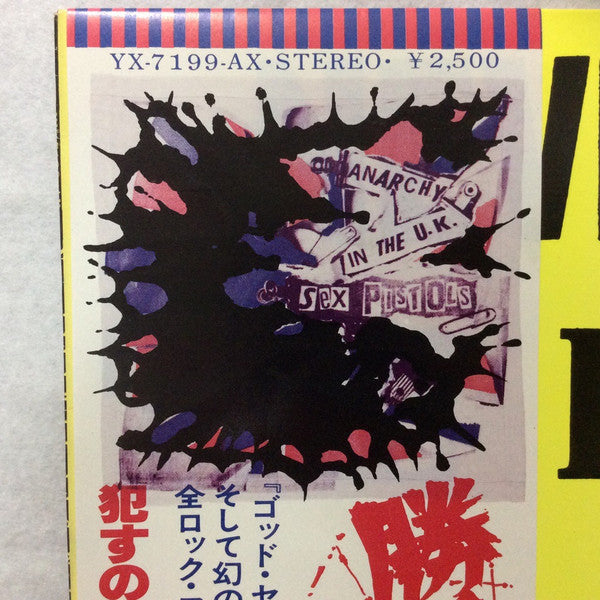 YX-7199-AX・STEREO・ ¥2,500
ANARCHY
IN THE U.K.
Sex PISTOLS
勝
『ゴッド・セ
そして幻の
全ロック・フ
犯すの